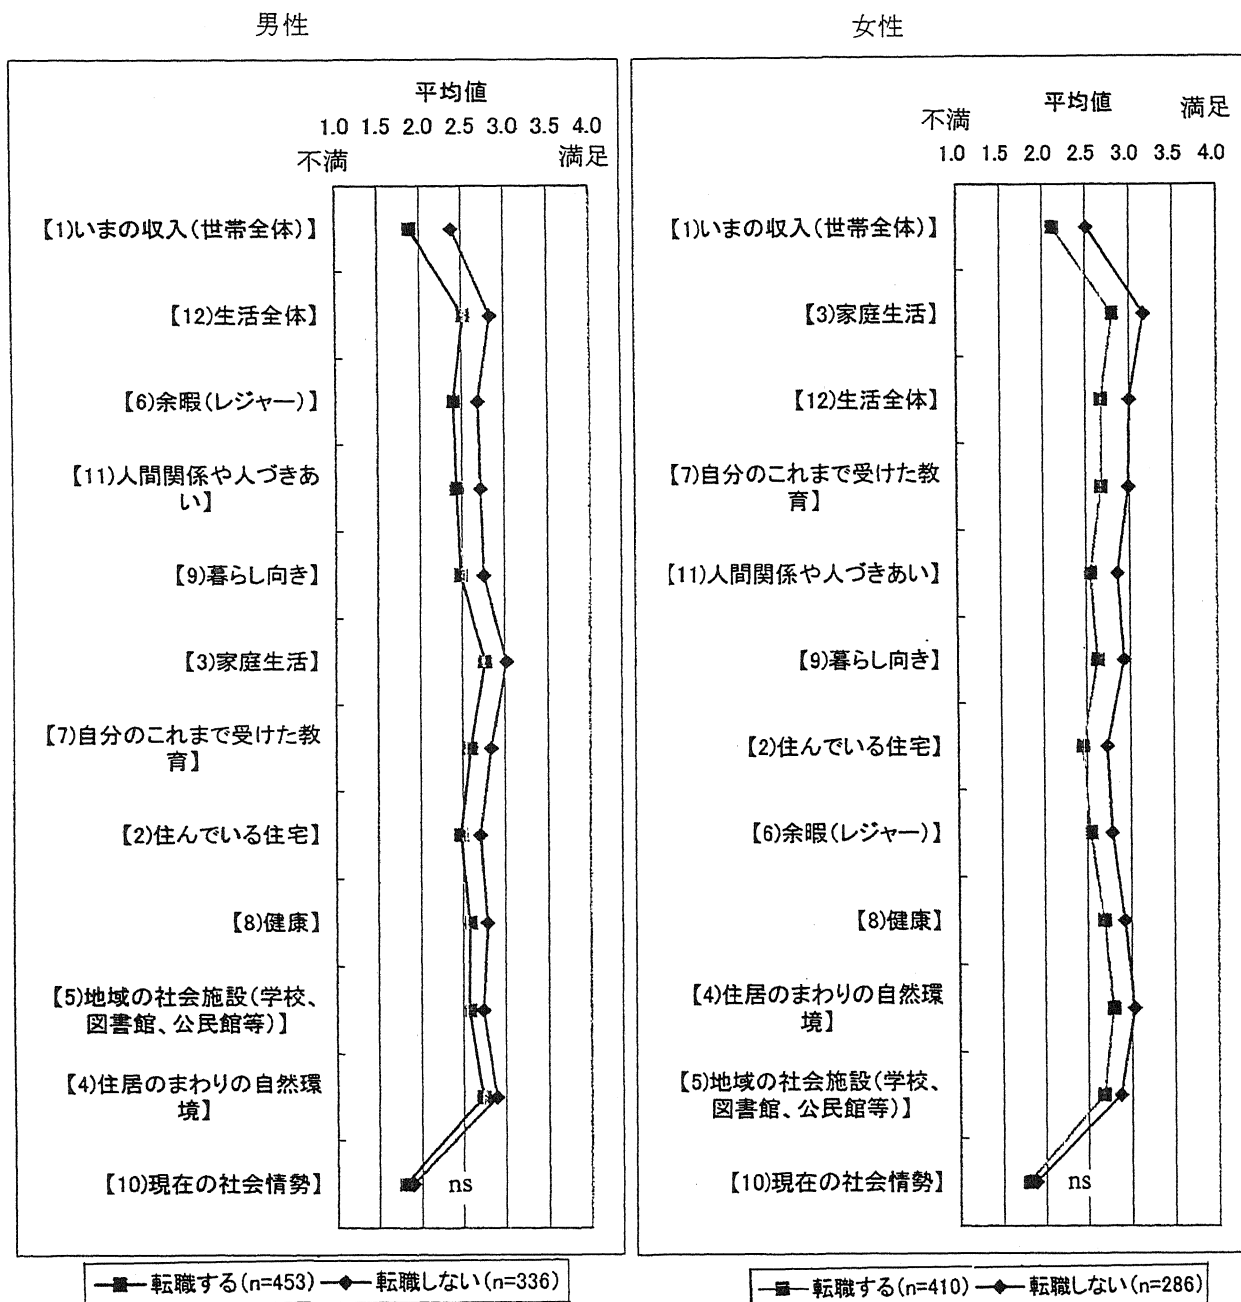 男性
平均値
1.0 1.5 2.0 2.5 3.0 3.5 4.0
不満 満足
【1)いまの収入(世帯全体)】
【12)生活全体】
【6)余暇(レジャー)】
【11)人間関係や人づきあ
い】
【9)暮らし向き】
【3)家庭生活】
【7)自分のこれまで受けた教
育】
【2)住んでいる住宅】
【8)健康】
【5)地域の社会施設(学校、
図書館、公民館等)】
【4)住居のまわりの自然環
境】
【10)現在の社会情勢】
ns
転職する(n=453) 転職しない(n=336)
女性
平均値
不満 満足
1.0 1.5 2.0 2.5 3.0 3.5 4.0
【1)いまの収入(世帯全体)】
【3)家庭生活】
【12)生活全体】
【7)自分のこれまで受けた教
育】
【11)人間関係や人づきあい】
【9)暮らし向き】
【2)住んでいる住宅】
【6)余暇(レジャー)】
【8)健康】
【4)住居のまわりの自然環
境】
【5)地域の社会施設(学校、
図書館、公民館等)】
【10)現在の社会情勢】
ns
転職する(n=410) 転職しない(n=286)